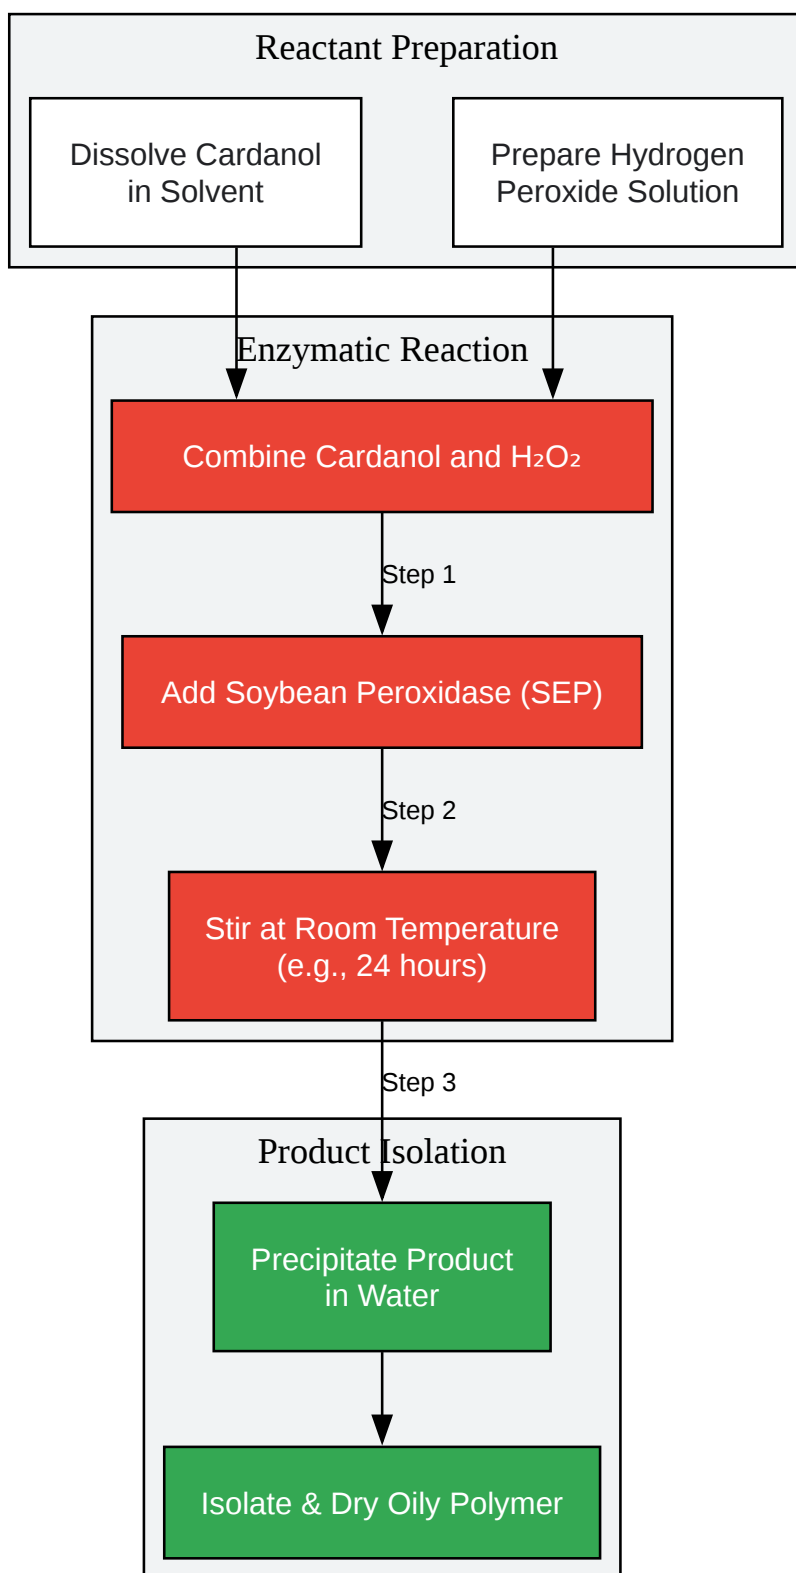 Reactant Preparation
Dissolve Cardanol
in Solvent
Prepare Hydrogen
Peroxide Solution
Enzymatic Reaction
Combine Cardanol and H₂O₂
Step 1
Add Soybean Peroxidase (SEP)
Step 2
Stir at Room Temperature
(e.g., 24 hours)
Step 3
Product Isolation
Precipitate Product
in Water
Isolate & Dry Oily Polymer